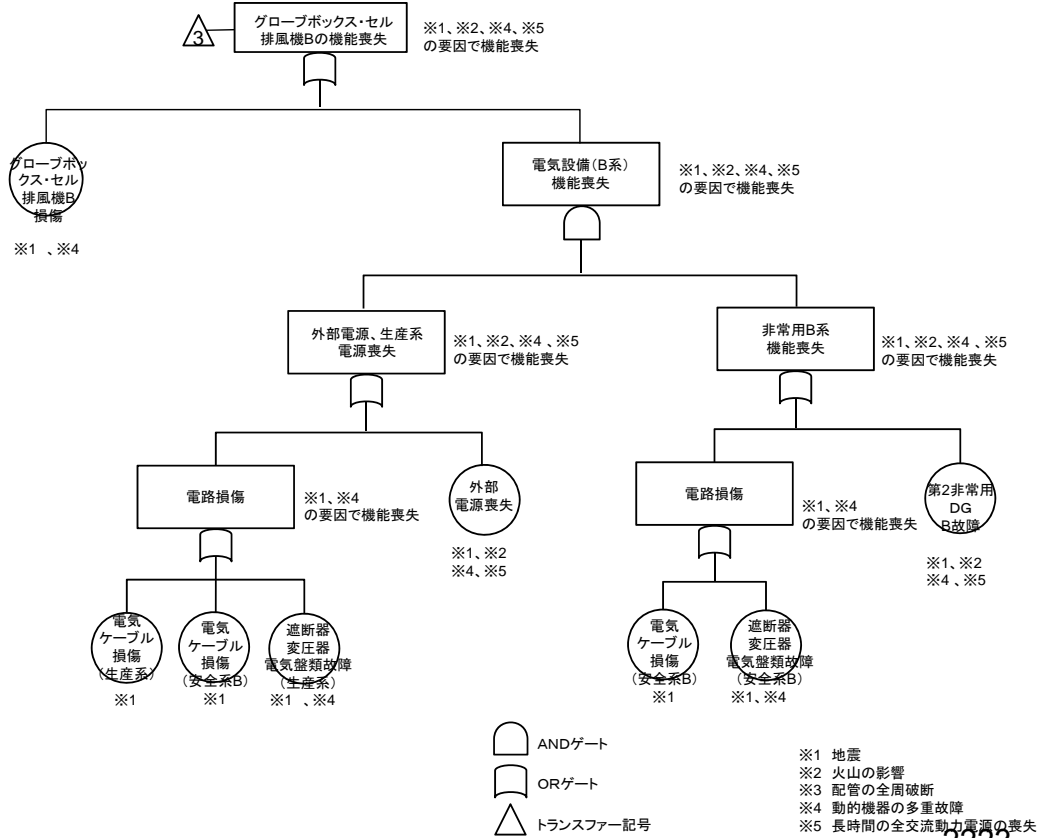 3
グローブボックス・セル
排風機Bの機能喪失
※1、※2、※4、※5
の要因で機能喪失
グローブボッ
クス・セル
排風機B
損傷
※1 、※4
電気設備(B系)
機能喪失
※1、※2、※4、※5
の要因で機能喪失
外部電源、生産系
電源喪失
※1、※2、※4 、※5
の要因で機能喪失
非常用B系
機能喪失
※1、※2、※4 、※5
の要因で機能喪失
電路損傷
※1、※4
の要因で機能喪失
外部
電源喪失
※1、※2
※4、※5
電路損傷
※1、※4
の要因で機能喪失
第2非常用
DG
B故障
※1、※2
※4 、※5
電気
ケーブル
損傷
(生産系)
※1
電気
ケーブル
損傷
(安全系B)
※1
遮断器
変圧器
電気盤類故障
(生産系)
※1 、※4
電気
ケーブル
損傷
(安全系B)
※1
遮断器
変圧器
電気盤類故障
(安全系B)
※1、※4
ANDゲート
ORゲート
トランスファー記号
※1 地震
※2 火山の影響
※3 配管の全周破断
※4 動的機器の多重故障
※5 長時間の全交流動力電源の喪失